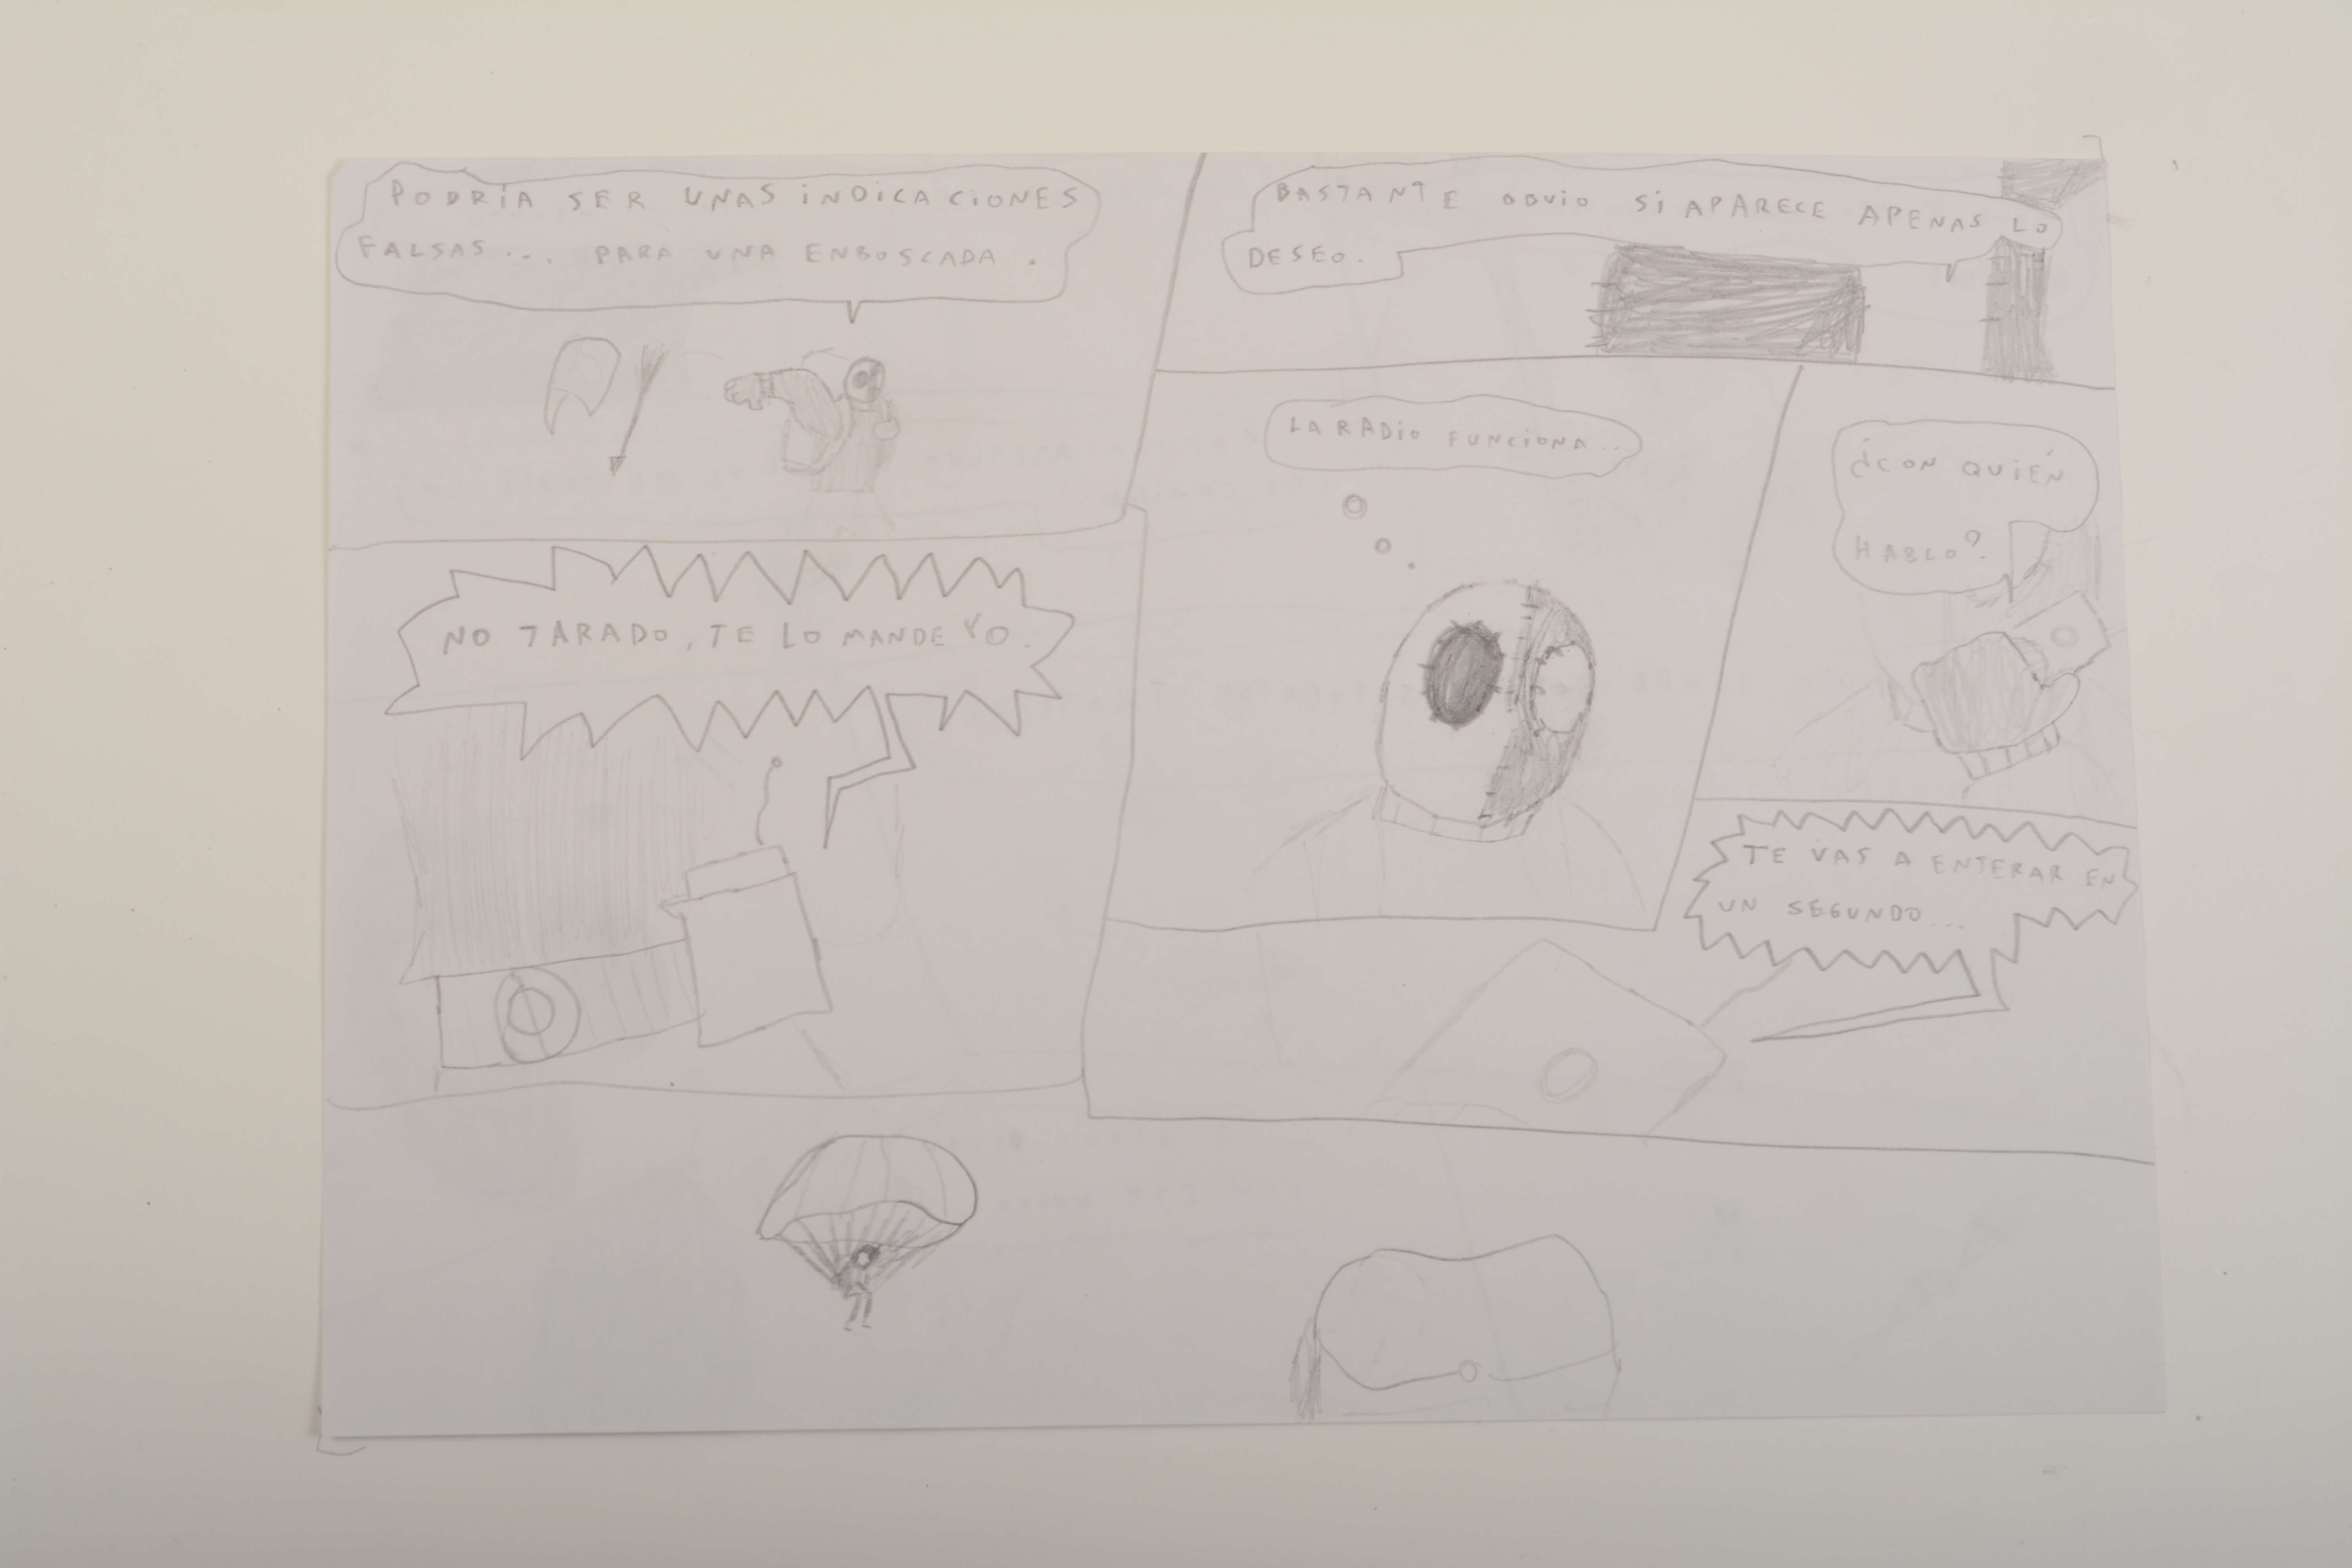 PODRÍA SER UNAS INDICACIONES
FALSAS... PARA UNA ENBOSCADA.
BASTANTE OBVIO SI APARECE APENAS LO
DESEO.
NO TARADO, TE LO MANDE YO.
LA RADIO FUNCIONA..
¿CON QUIÉN
HABLO?
TE VAS A ENTERAR EN
UN SEGUNDO...